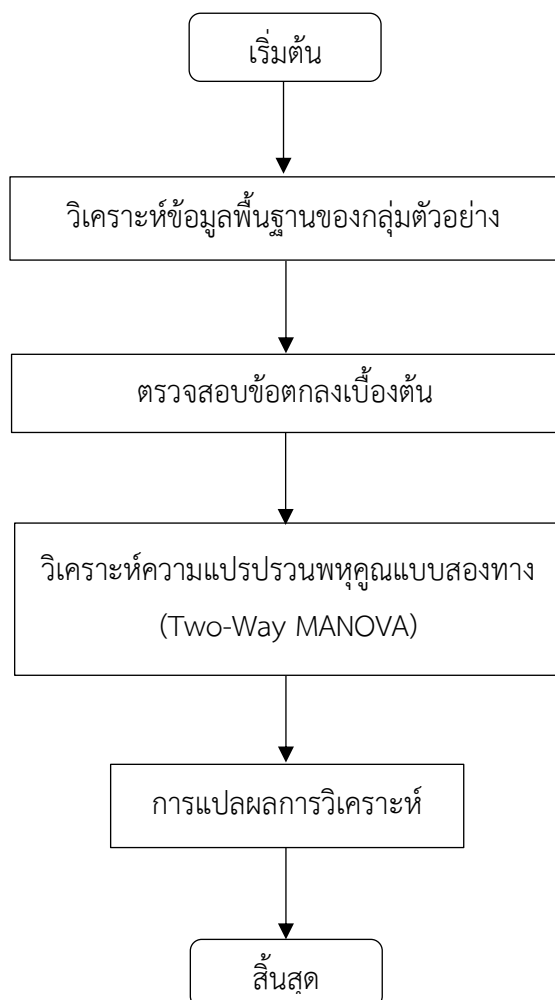 เริ่มต้น
วิเคราะห์ข้อมูลพื้นฐานของกลุ่มตัวอย่าง
ตรวจสอบข้อตกลงเบื้องต้น
วิเคราะห์ความแปรปรวนพหุคูณแบบสองทาง
(Two-Way MANOVA)
การแปลผลการวิเคราะห์
สิ้นสุด